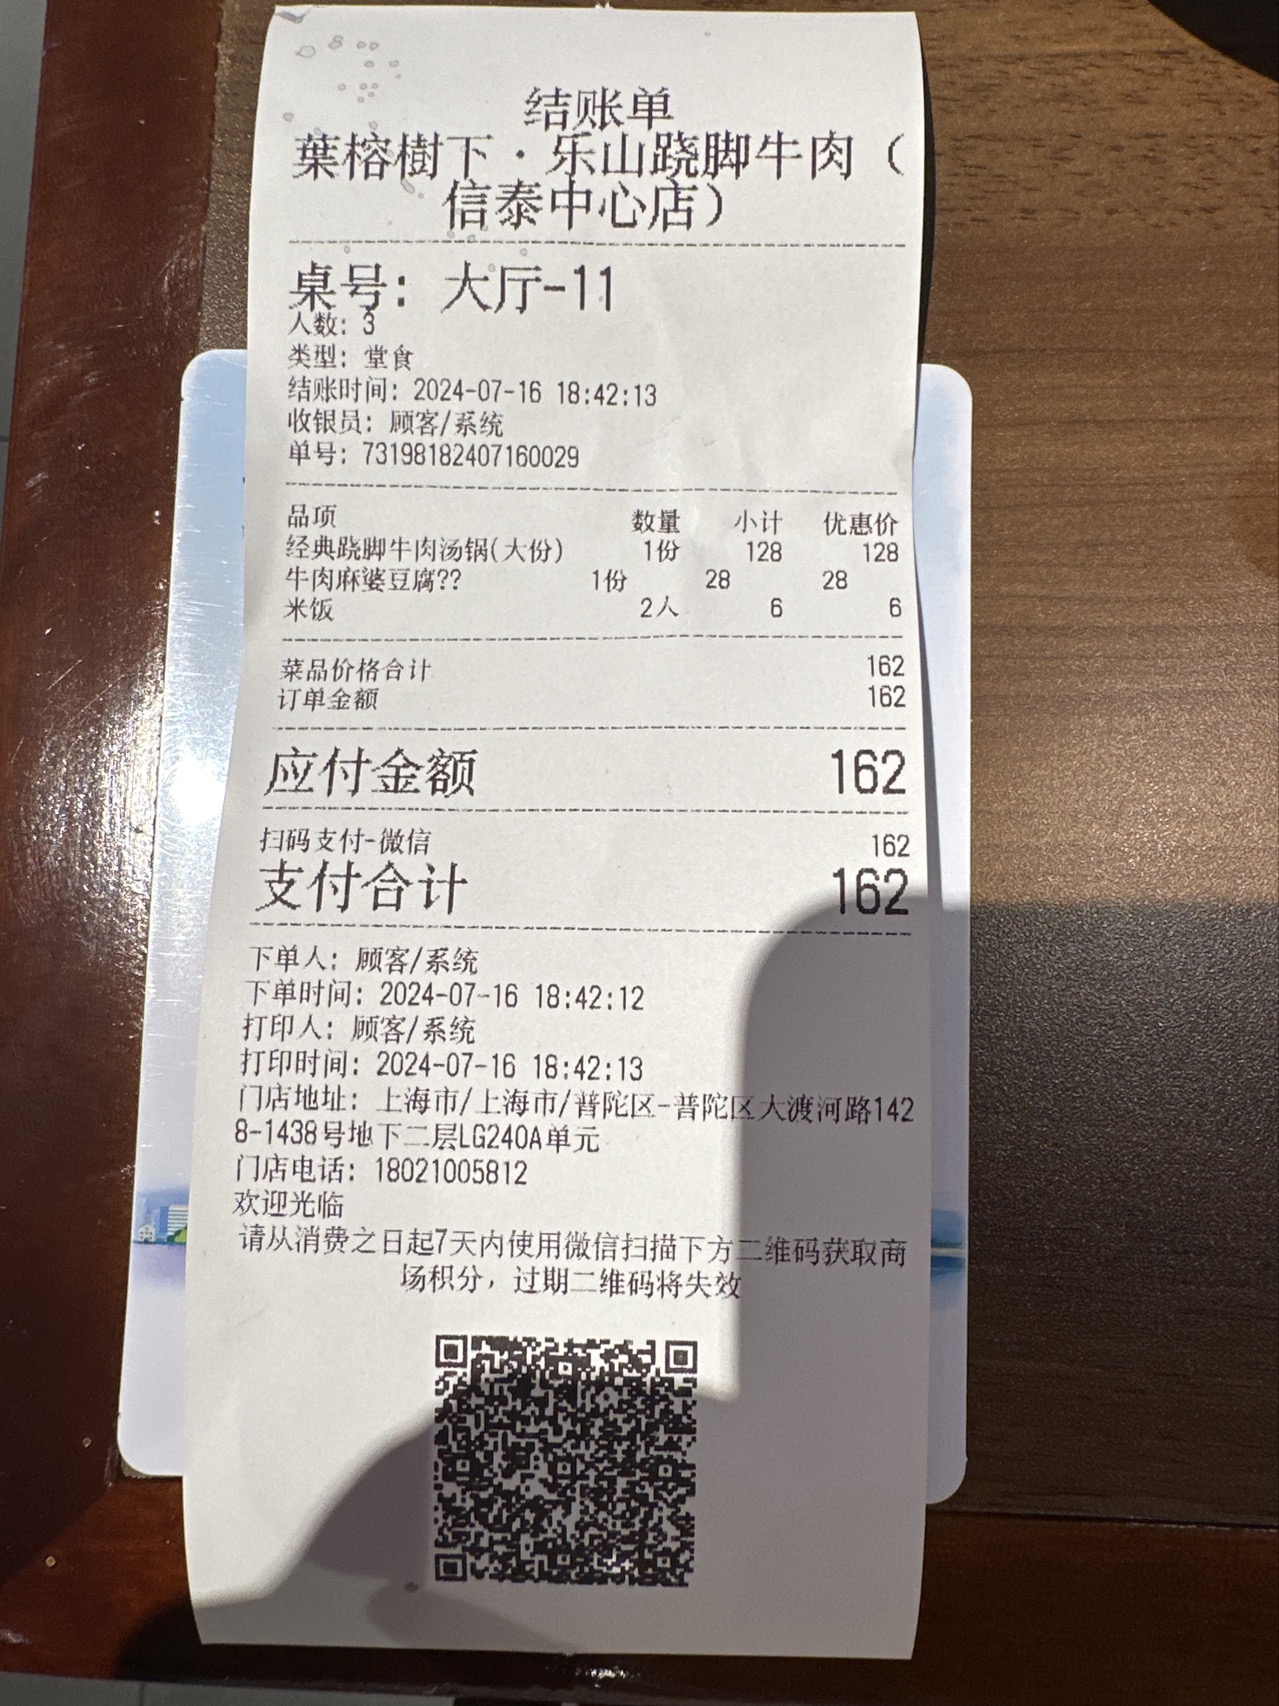 结账单
葉榕樹下·乐山跷脚牛肉（
信泰中心店）
桌号：大厅-11
人数：3
类型：堂食
结账时间：2024-07-16 18:42:13
收银员：顾客/系统
单号：73198182407160029
品项 数量 小计 优惠价
经典跷脚牛肉汤锅(大份) 1份 128 128
牛肉麻婆豆腐?? 1份 28 28
米饭 2人 6 6
菜品价格合计 162
订单金额 162
应付金额 162
扫码支付-微信 162
支付合计 162
下单人：顾客/系统
下单时间：2024-07-16 18:42:12
打印人：顾客/系统
打印时间：2024-07-16 18:42:13
门店地址：上海市/上海市/普陀区-普陀区大渡河路142
8-1438号地下二层LG240A单元
门店电话：18021005812
欢迎光临
请从消费之日起7天内使用微信扫描下方二维码获取商
场积分，过期二维码将失效